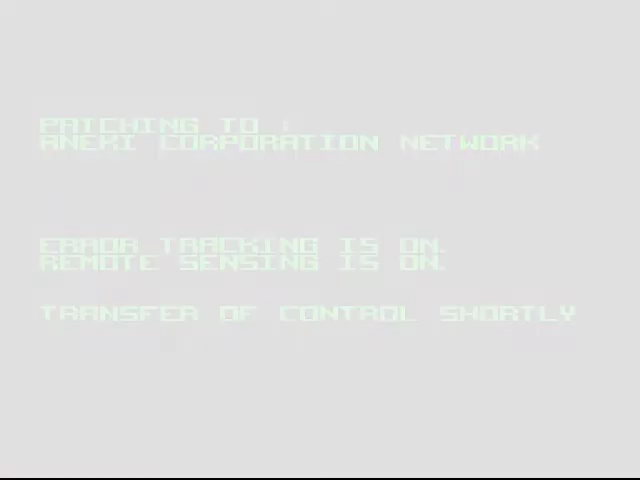 PATCHING TO :
ANEKI CORPORATION NETWORK
ERROR TRACKING IS ON.
REMOTE SENSING IS ON.
TRANSFER OF CONTROL SHORTLY